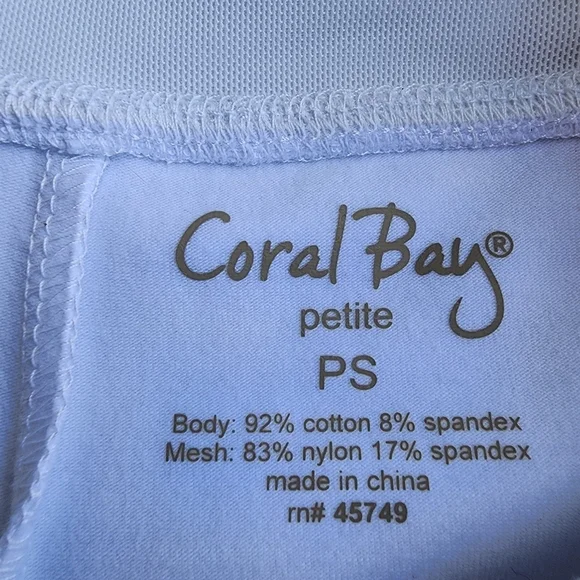 Coral Bay®
petite
PS
Body: 92% cotton 8% spandex
Mesh: 83% nylon 17% spandex
made in china
rn# 45749